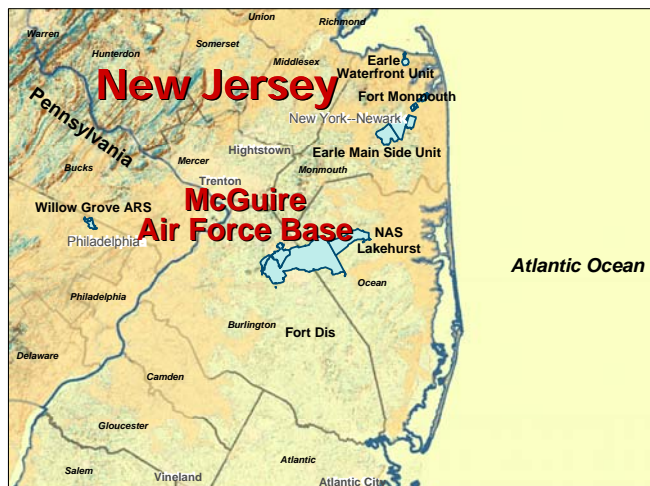 Richmond
Union
Warren
Somerset
Hunterdon
Middlesex
Earle
Waterfront Unit
New Jersey
Fort Monmouth
Pennsylvania
New York--Newark
Hightstown
Earle Main Side Unit
Mercer
Bucks
Monmouth
Trenton
McGuire
Air Force Base
Willow Grove ARS
NAS
Lakehurst
Philadelphia
Atlantic Ocean
Ocean
Philadelphia
Burlington
Fort Dis
Delaware
Camden
Gloucester
Atlantic
Salem
Vineland
Atlantic City